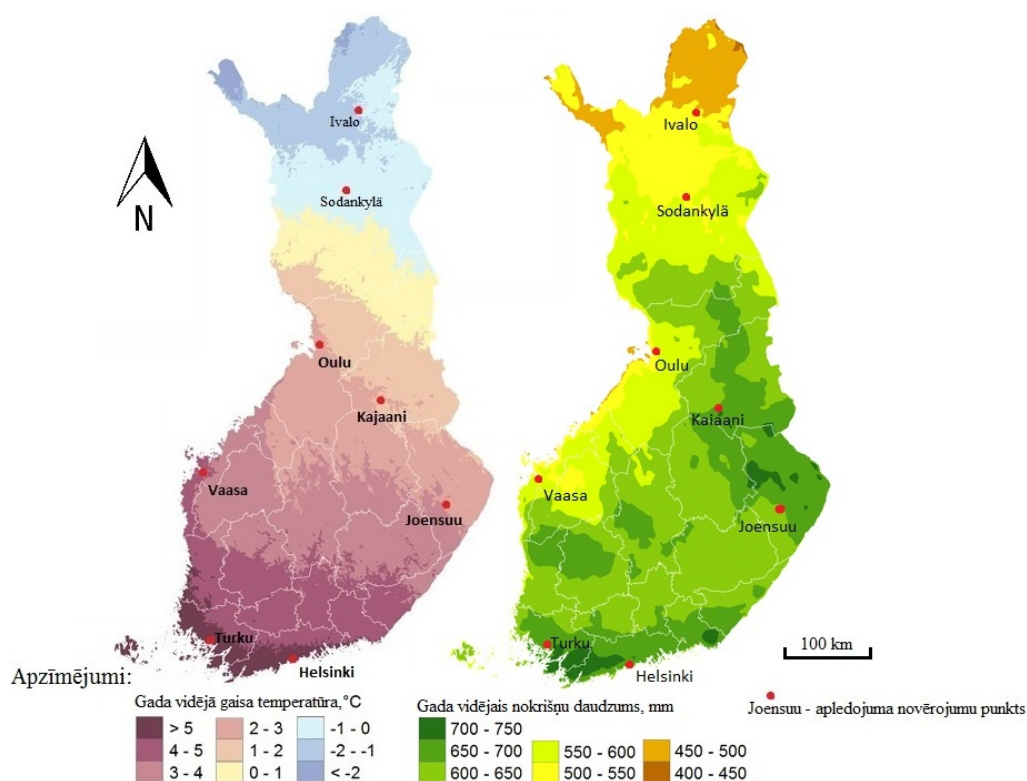 Ivalo
Sodankylä
Oulu
Kajaani
Vaasa
Joensuu
Turku
Helsinki
N
Ivalo
Sodankylä
Oulu
Kaiaani
Vaasa
Joensuu
Turku
Helsinki
100 km
Apzīmējumi:
Gada vidējā gaisa temperatūra,°C
> 5
4 - 5
3 - 4
2 - 3
1 - 2
0 - 1
-1 - 0
-2 - -1
< -2
Gada vidējais nokrišņu daudzums, mm
700 - 750
650 - 700
600 - 650
550 - 600
500 - 550
450 - 500
400 - 450
Joensuu - apledojuma novērojumu punkts